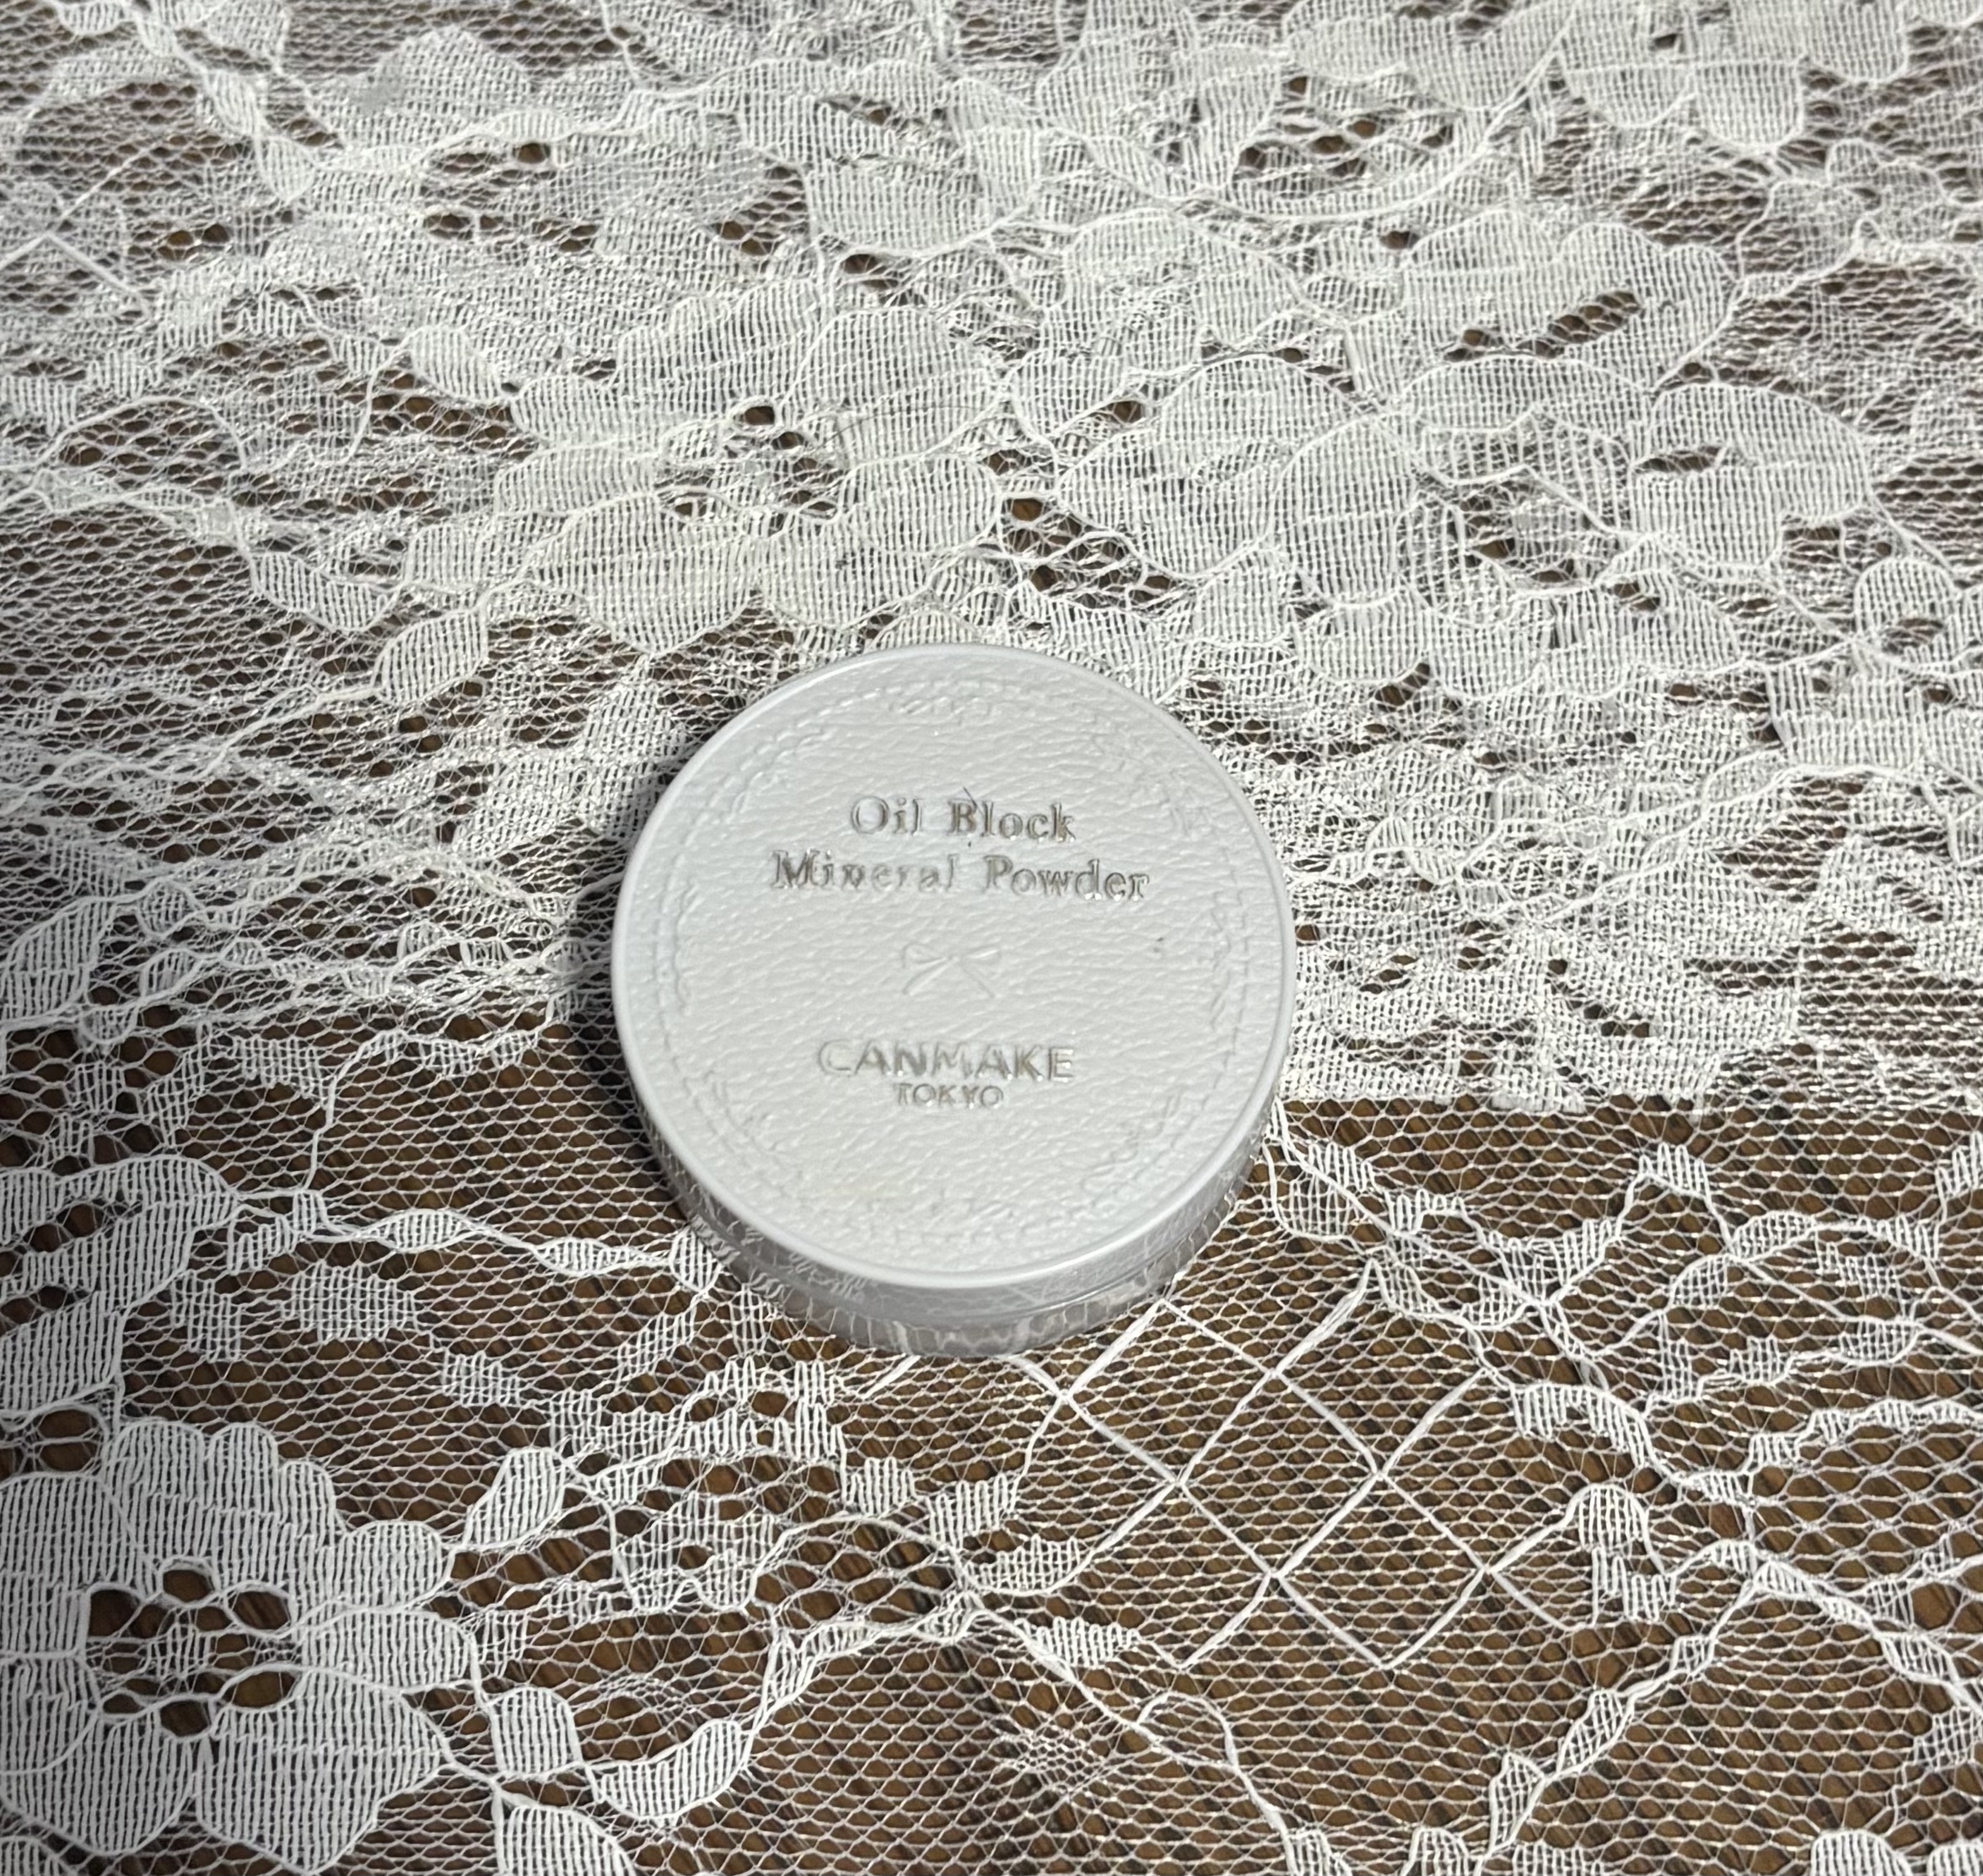 Oil Block
Mineral Powder
CANMAKE
TOKYO